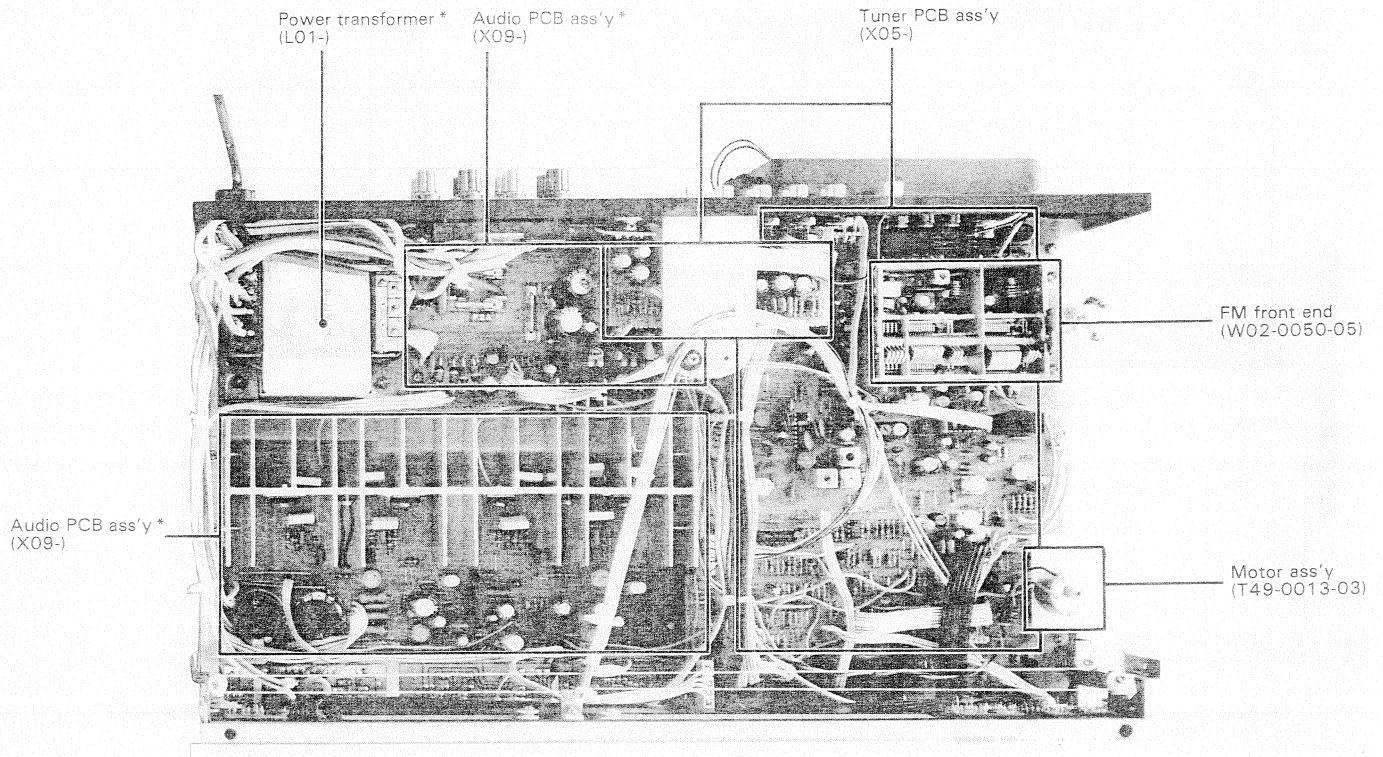 Power transformer *
(L01-)
Audio PCB ass'y *
(X09-)
Tuner PCB ass'y
(X05-)
FM front end
(W02-0050-05)
Audio PCB ass'y *
(X09-)
Motor ass'y
(T49-0013-03)